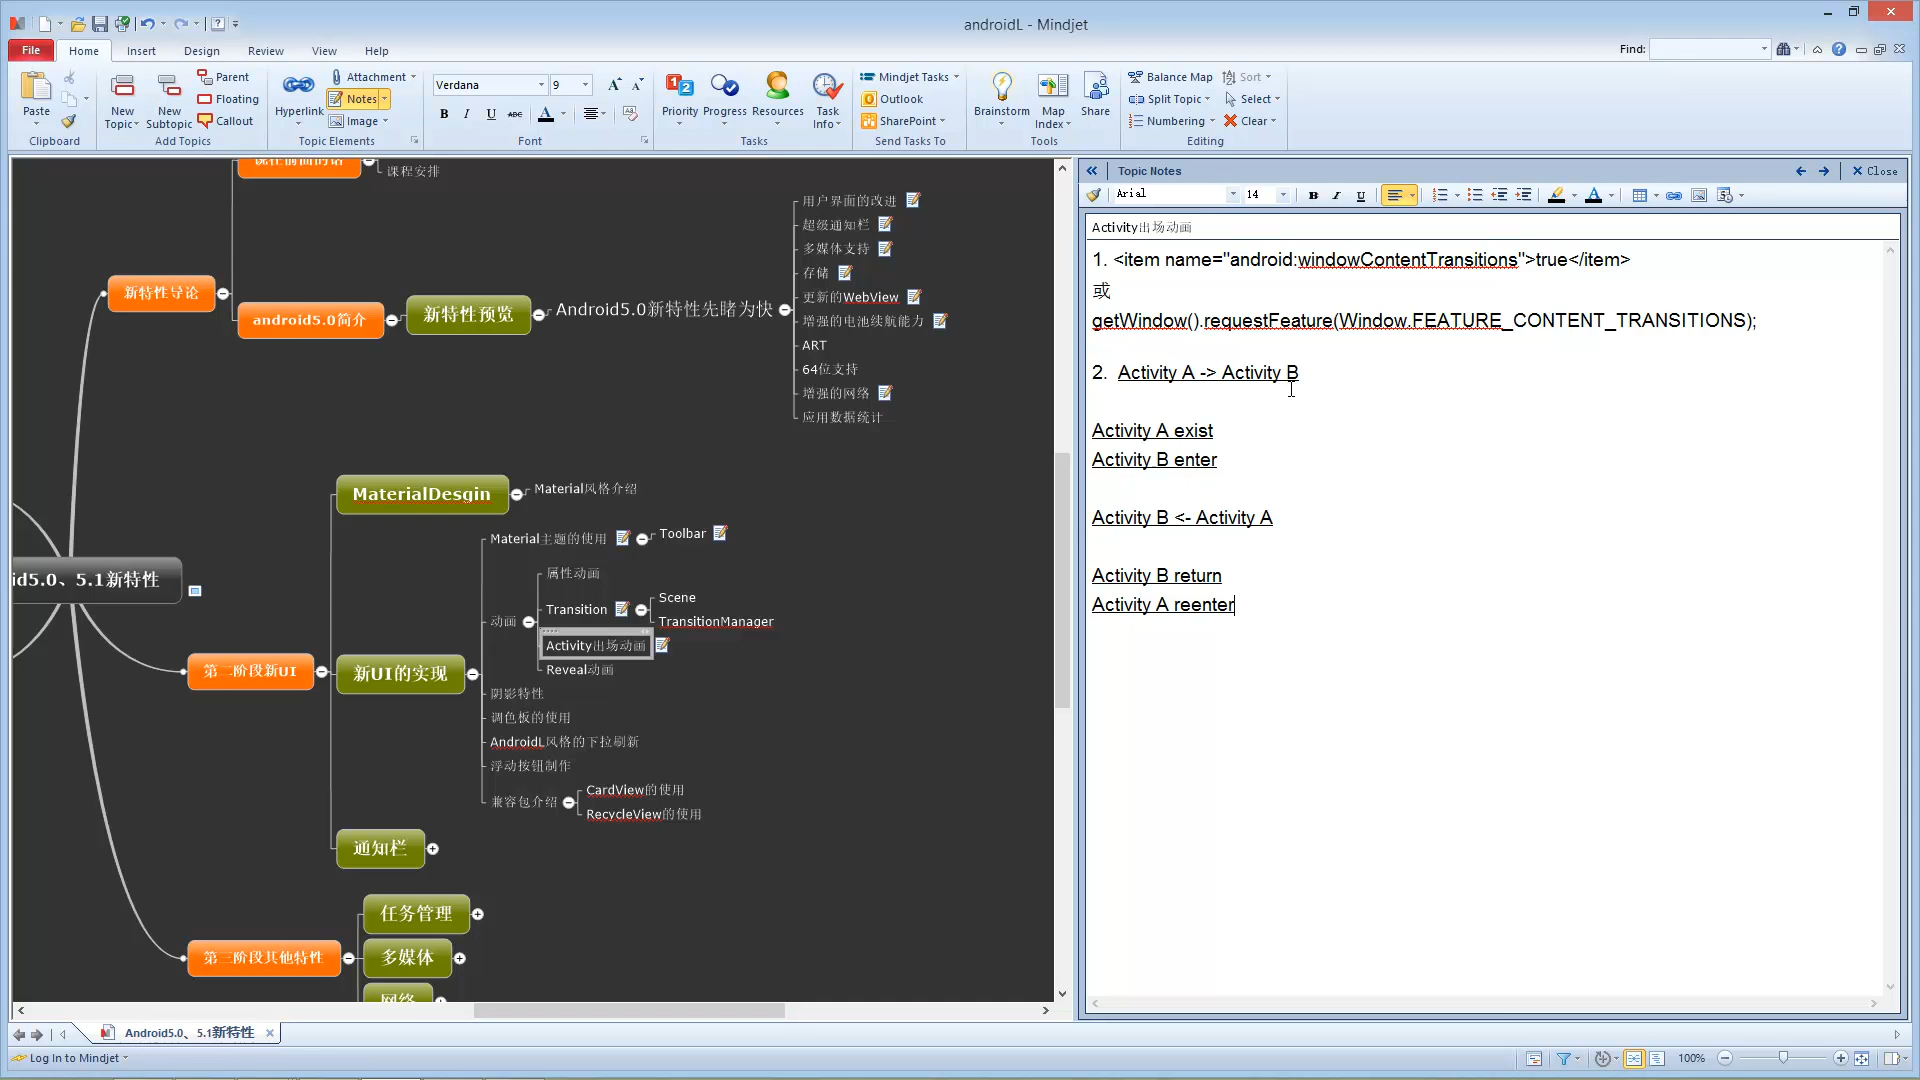 androidL - Mindjet
File Home Insert Design Review View Help
Find:
Paste
Clipboard
New Topic
New Subtopic
Parent
Floating
Callout
Add Topics
Hyperlink
Attachment
Notes
Image
Topic Elements
Verdana 9
B I U ABC A
Font
Priority
Progress
Resources
Task Info
Tasks
Mindjet Tasks
Outlook
SharePoint
Send Tasks To
Brainstorm
Map Index
Share
Tools
Balance Map
Split Topic
Numbering
Sort
Select
Clear
Editing
课程安排
新特性导论
android5.0简介
新特性预览
Android5.0新特性先睹为快
用户界面的改进
超级通知栏
多媒体支持
存储
更新的WebView
增强的电池续航能力
ART
64位支持
增强的网络
应用数据统计
id5.0、5.1新特性
第二阶段新UI
MaterialDesgin
Material风格介绍
新UI的实现
Material主题的使用
Toolbar
动画
属性动画
Transition
Scene
TransitionManager
Activity出场动画
Reveal动画
阴影特性
调色板的使用
AndroidL风格的下拉刷新
浮动按钮制作
兼容包介绍
CardView的使用
RecycleView的使用
通知栏
第二阶段其他特性
任务管理
多媒体
网络
Topic Notes
Close
Arial 14
B I U
Activity出场动画
1. <item name="android:windowContentTransitions">true</item>
或
getWindow().requestFeature(Window.FEATURE_CONTENT_TRANSITIONS);
2. Activity A -> Activity B
Activity A exist
Activity B enter
Activity B <- Activity A
Activity B return
Activity A reenter
Android5.0、5.1新特性
Log In to Mindjet
100%